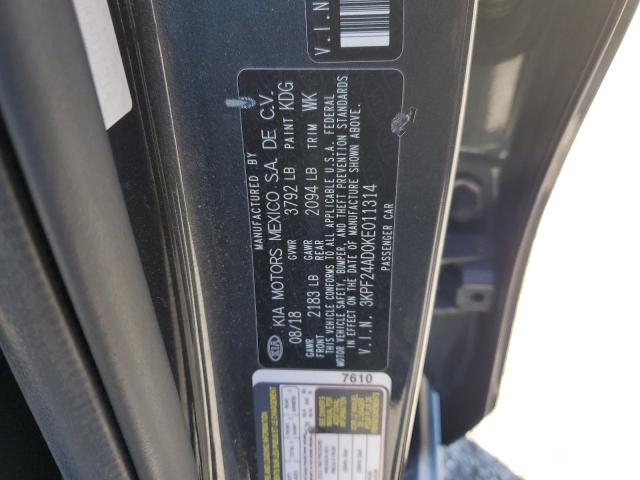 V.I.N
MANUFACTURED BY
KIA KIA MOTORS MEXICO S.A. DE C.V.
08/18 GVWR 3792 LB PAINT KDG
GAWR FRONT 2183 LB GAWR REAR 2094 LB TRIM WK
THIS VEHICLE CONFORMS TO ALL APPLICABLE U.S.A. FEDERAL
MOTOR VEHICLE SAFETY, BUMPER, AND THEFT PREVENTION STANDARDS
IN EFFECT ON THE DATE OF MANUFACTURE SHOWN ABOVE.
V.I.N. 3KPF24AD0KE011314
PASSENGER CAR
7610